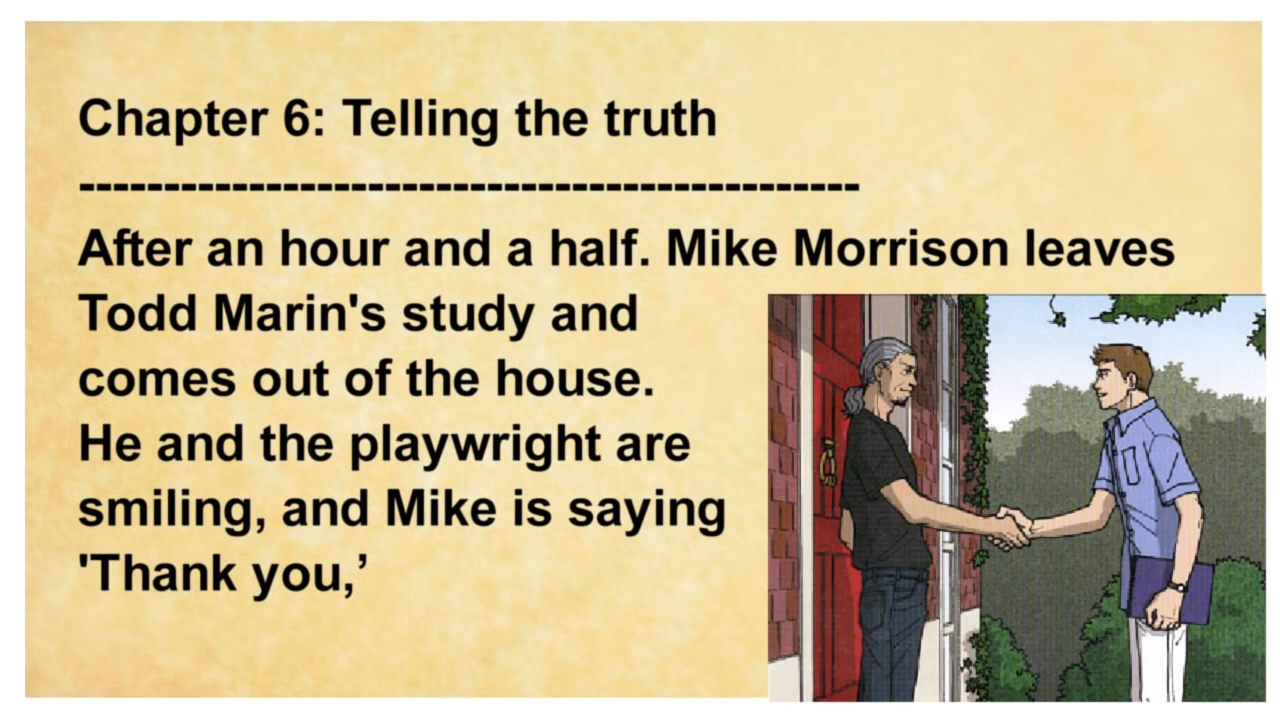 Chapter 6: Telling the truth
----------------------------------------------
After an hour and a half. Mike Morrison leaves
Todd Marin's study and
comes out of the house.
He and the playwright are
smiling, and Mike is saying
'Thank you,’